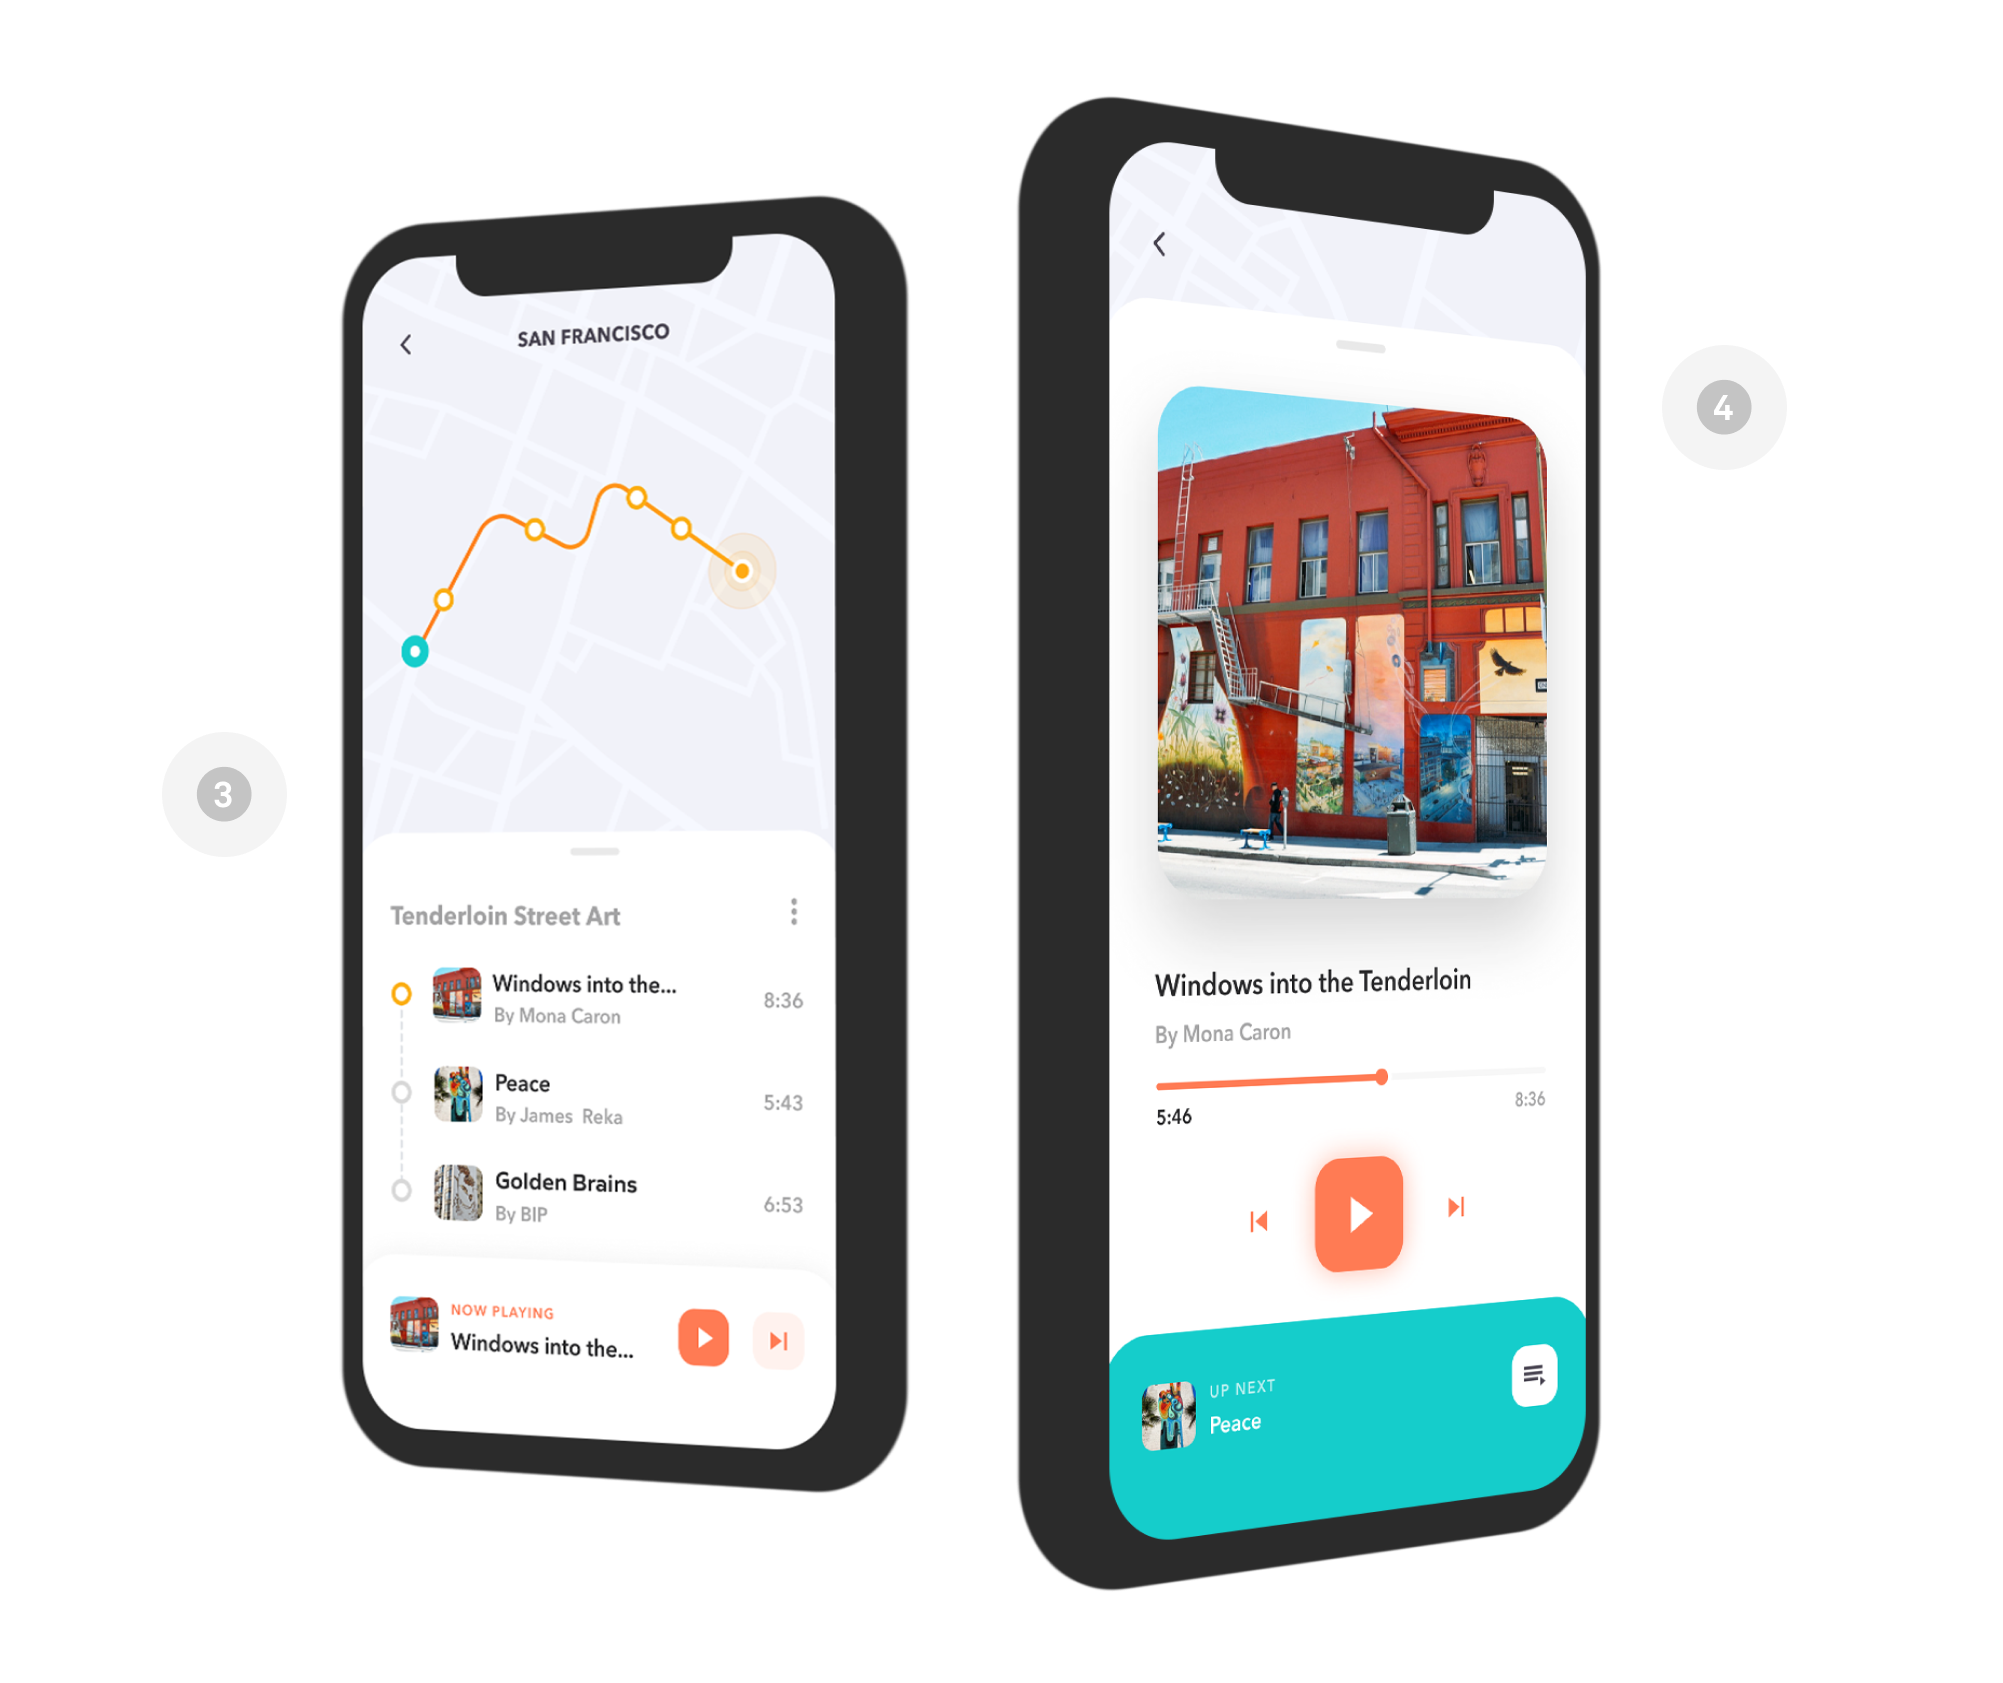 3
SAN FRANCISCO
Tenderloin Street Art
Windows into the...
By Mona Caron
8:36
Peace
By James Reka
5:43
Golden Brains
By BIP
6:53
NOW PLAYING
Windows into the...
4
Windows into the Tenderloin
By Mona Caron
5:46
8:36
UP NEXT
Peace